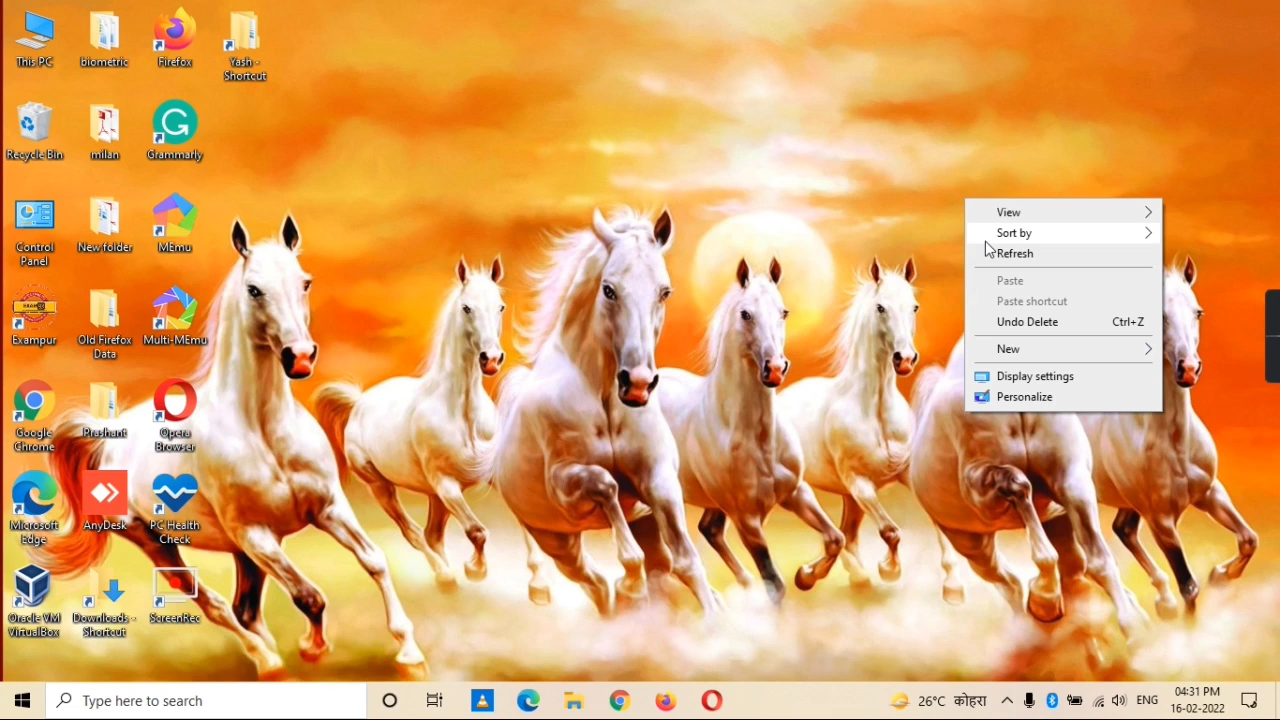 This PC
Biometric
Firefox
Yash -
Shortcut
Recycle Bin
milan
Grammarly
Control
Panel
New folder
MEmu
EXAMPUR
Exampur
Old Firefox
Data
Multi-MEmu
Google
Chrome
Prashant
Opera
Browser
Microsoft
Edge
AnyDesk
PC Health
Check
Oracle VM
VirtualBox
Downloads -
Shortcut
ScreenRec
View
Sort by
Refresh
Paste
Paste shortcut
Undo Delete Ctrl+Z
New
Display settings
Personalize
Type here to search
26°C कोहरा
ENG
04:31 PM
16-02-2022